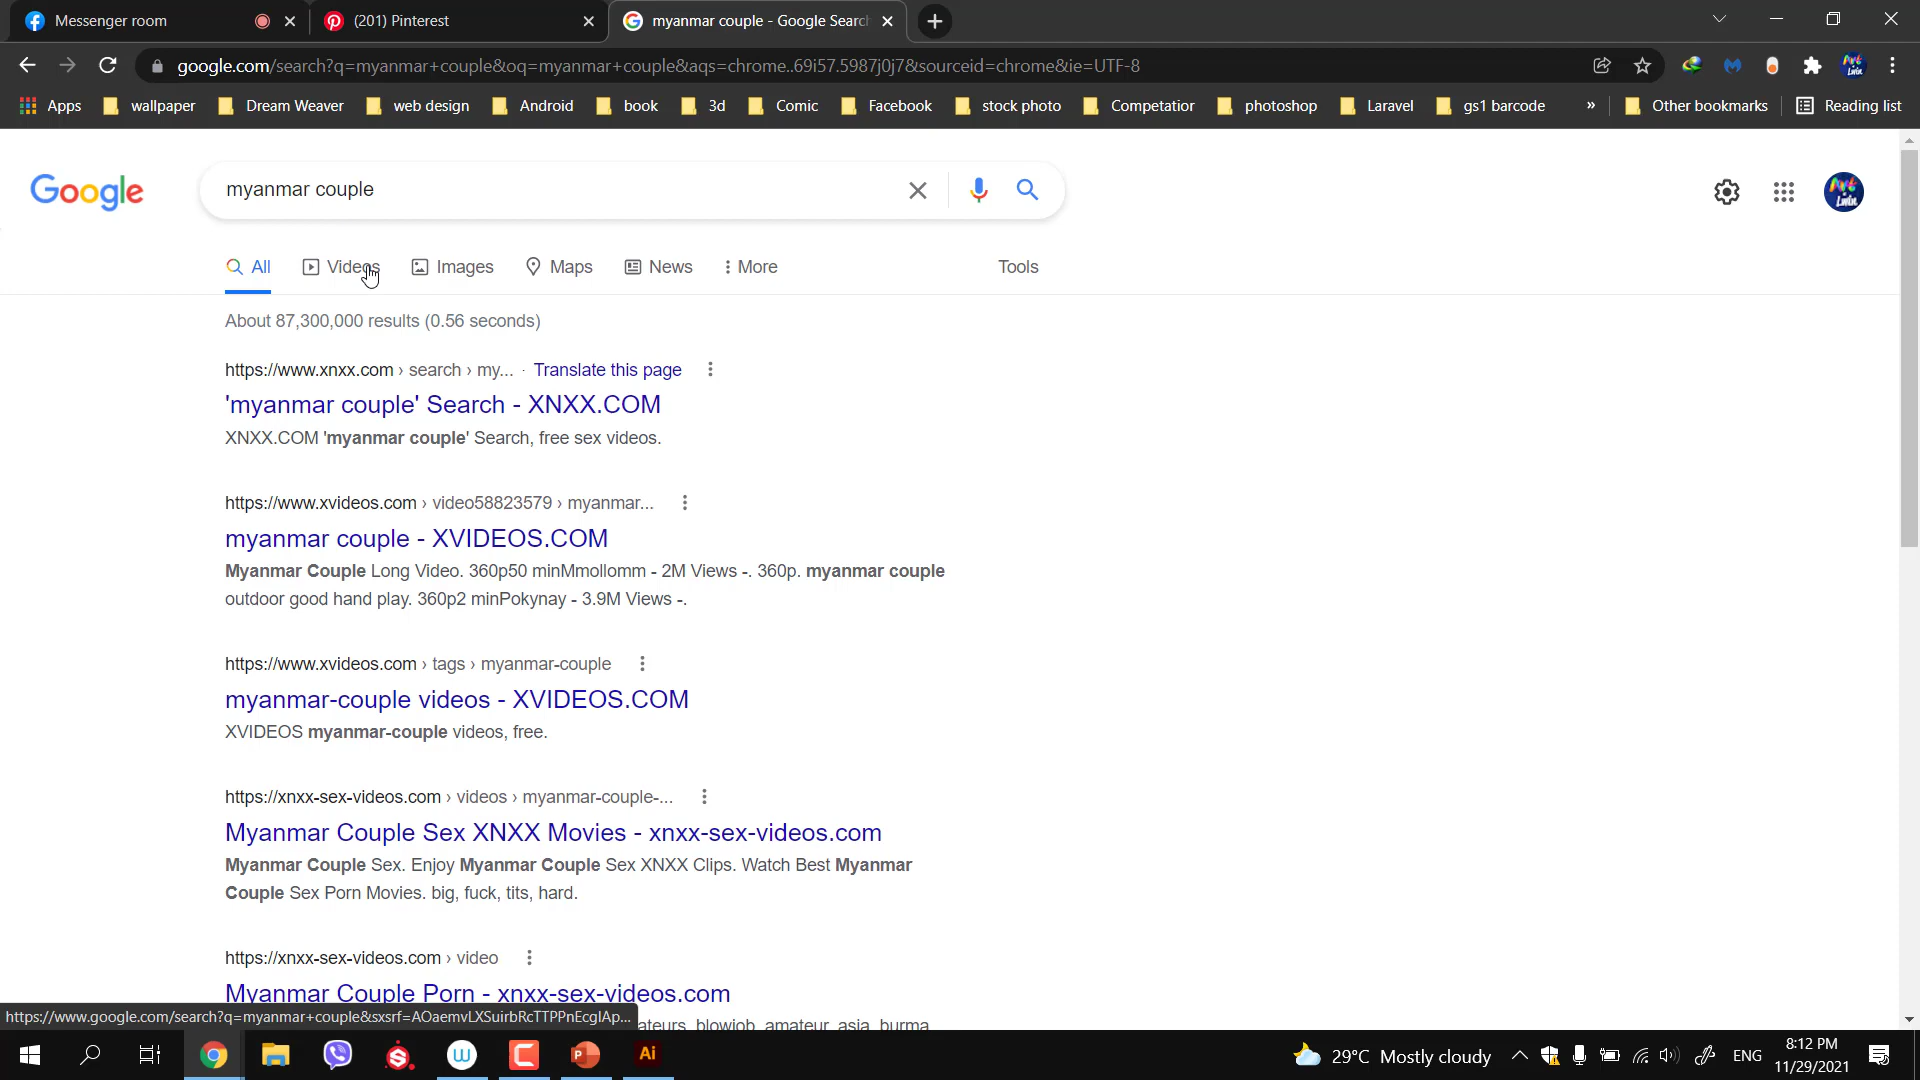 Messenger room
(201) Pinterest
myanmar couple - Google Search
google.com/search?q=myanmar+couple&oq=myanmar+couple&aqs=chrome..69i57.5987j0j7&sourceid=chrome&ie=UTF-8
Apps wallpaper Dream Weaver web design Android book 3d Comic Facebook stock photo Competatior photoshop Laravel gs1 barcode » Other bookmarks Reading list
Google
myanmar couple
All Videos Images Maps News More Tools
About 87,300,000 results (0.56 seconds)
https://www.xnxx.com › search › my... · Translate this page
'myanmar couple' Search - XNXX.COM
XNXX.COM 'myanmar couple' Search, free sex videos.
https://www.xvideos.com › video58823579 › myanmar...
myanmar couple - XVIDEOS.COM
Myanmar Couple Long Video. 360p50 minMmollomm - 2M Views -. 360p. myanmar couple
outdoor good hand play. 360p2 minPokynay - 3.9M Views -.
https://www.xvideos.com › tags › myanmar-couple
myanmar-couple videos - XVIDEOS.COM
XVIDEOS myanmar-couple videos, free.
https://xnxx-sex-videos.com › videos › myanmar-couple-...
Myanmar Couple Sex XNXX Movies - xnxx-sex-videos.com
Myanmar Couple Sex. Enjoy Myanmar Couple Sex XNXX Clips. Watch Best Myanmar
Couple Sex Porn Movies. big, fuck, tits, hard.
https://xnxx-sex-videos.com › video
Myanmar Couple Porn - xnxx-sex-videos.com
https://www.google.com/search?q=myanmar+couple&sxsrf=AOaemvLXSuirbRcTTPPnEcgIAp...
blowjob, amateur, asia, burma
29°C Mostly cloudy ENG 8:12 PM
11/29/2021